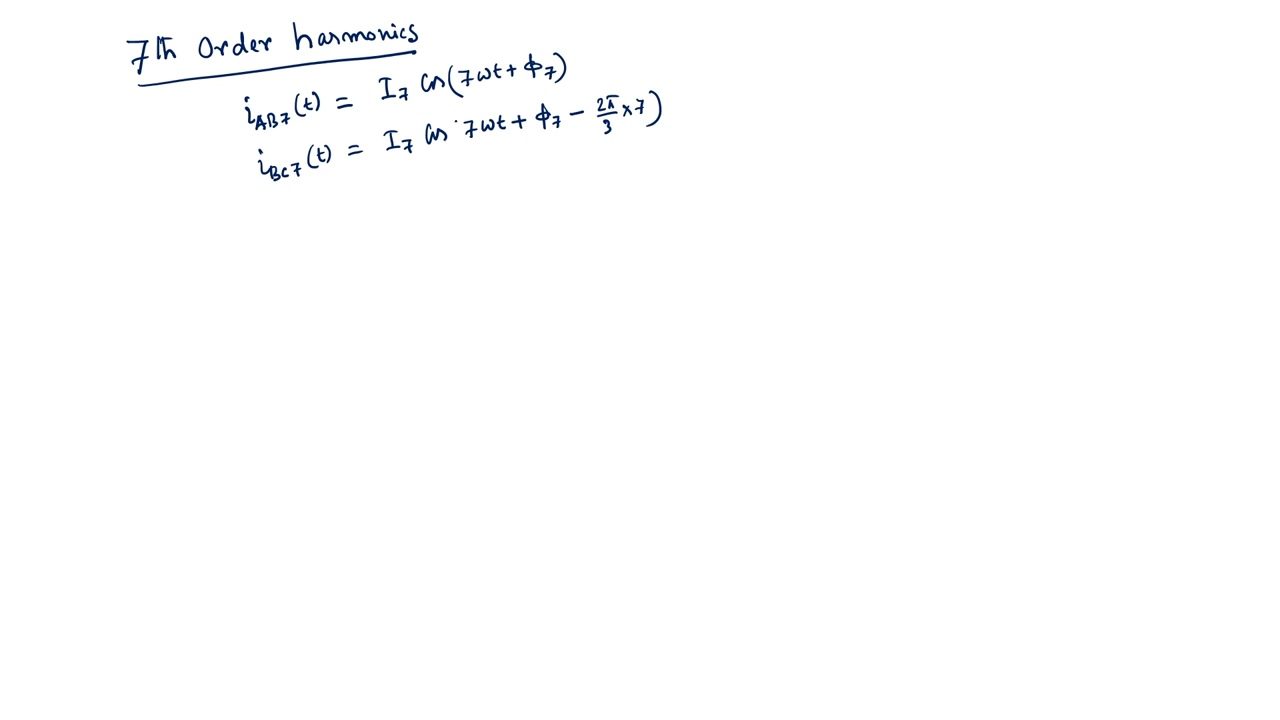 7th Order harmonics
i_AB7(t) = I_7 Cos(7ωt + ϕ_7)
i_BC7(t) = I_7 Cos 7ωt + ϕ_7 - 2π/3 × 7)